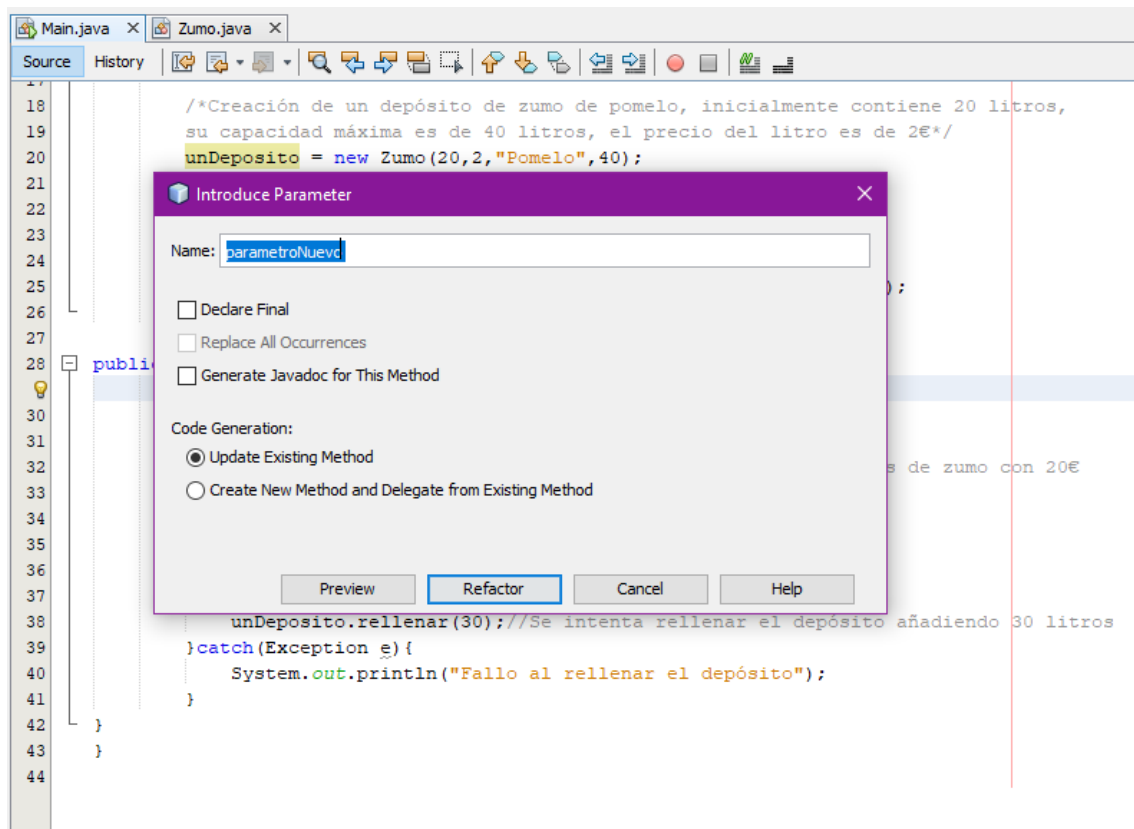 Main.java Zumo.java
Source History
17
18 /*Creación de un depósito de zumo de pomelo, inicialmente contiene 20 litros,
19 su capacidad máxima es de 40 litros, el precio del litro es de 2€*/
20 unDeposito = new Zumo(20,2,"Pomelo",40);
21
22
23
24
25 );
26
27
28 public
30
31
32 s de zumo con 20€
33
34
35
36
37
38 unDeposito.rellenar(30);//Se intenta rellenar el depósito añadiendo 30 litros
39 }catch(Exception e){
40 System.out.println("Fallo al rellenar el depósito");
41 }
42 }
43 }
44
Introduce Parameter
Name: parametroNuevo
Declare Final
Replace All Occurrences
Generate Javadoc for This Method
Code Generation:
Update Existing Method
Create New Method and Delegate from Existing Method
Preview Refactor Cancel Help